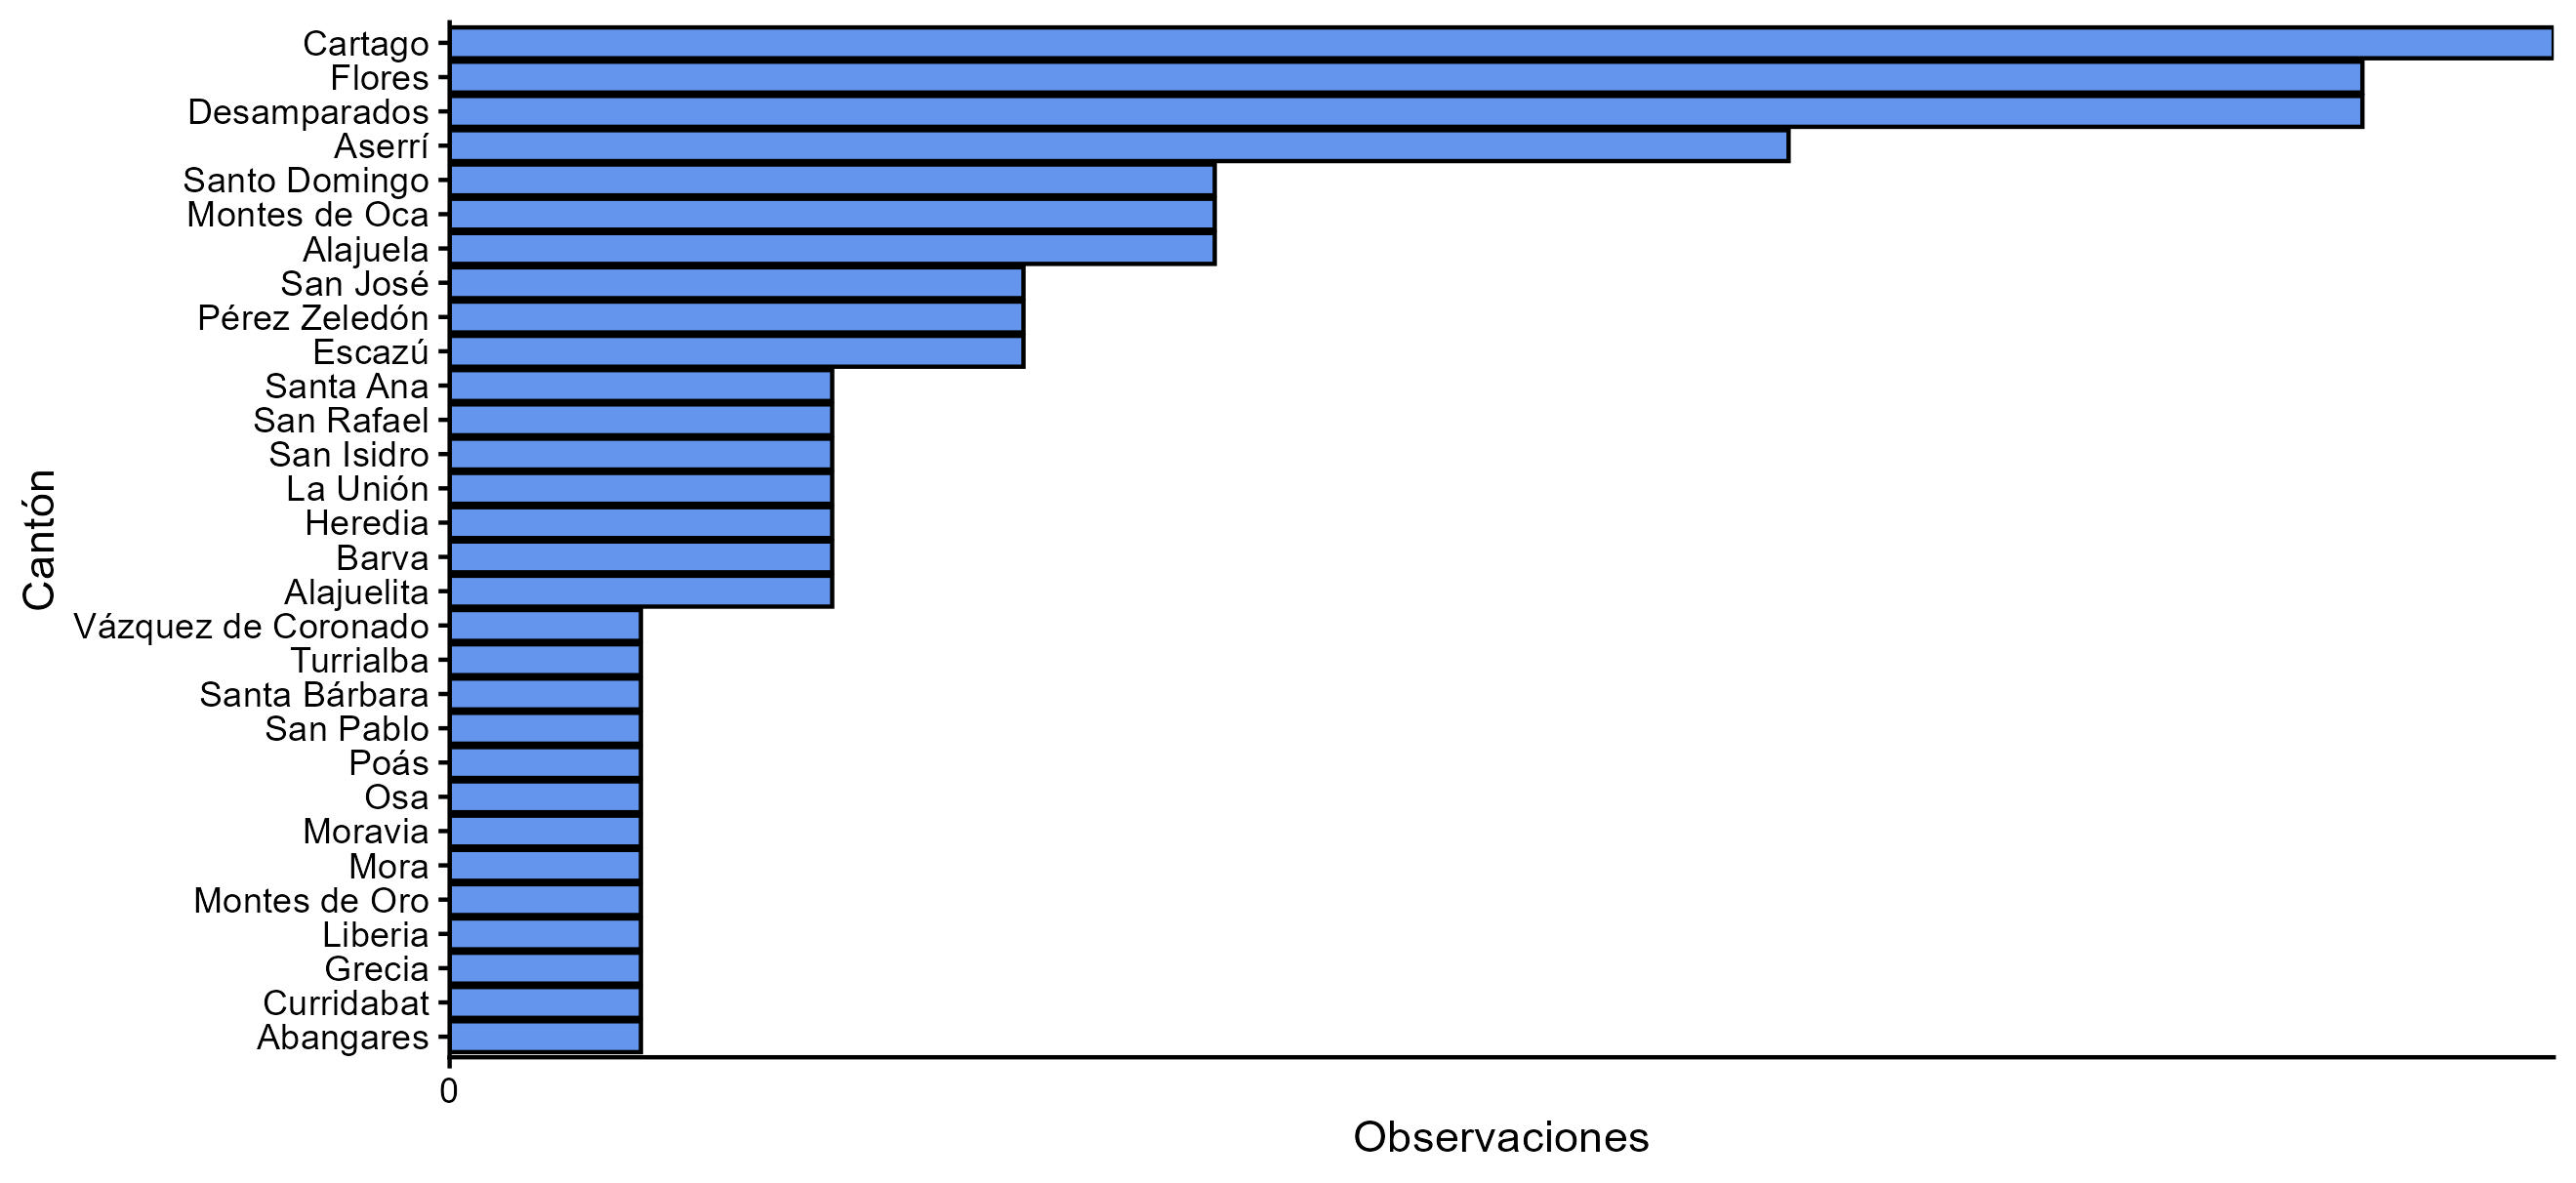 Cartago
Flores
Desamparados
Aserrí
Santo Domingo
Montes de Oca
Alajuela
San José
Pérez Zeledón
Escazú
Santa Ana
San Rafael
San Isidro
La Unión
Heredia
Barva
Alajuelita
Vázquez de Coronado
Turrialba
Santa Bárbara
San Pablo
Poás
Osa
Moravia
Mora
Montes de Oro
Liberia
Grecia
Curridabat
Abangares
Cantón
0
Observaciones